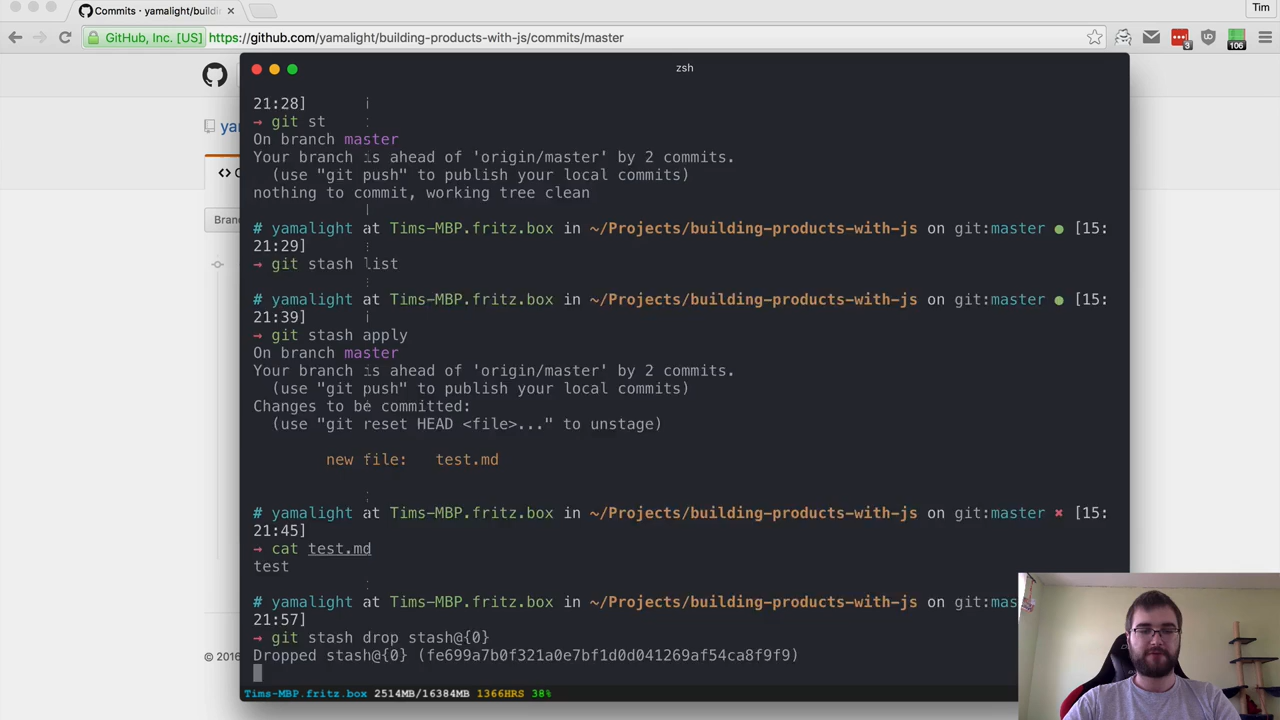 Commits · yamalight/buildi
Tim
GitHub, Inc. [US]
https://github.com/yamalight/building-products-with-js/commits/master
3
106
zsh
ya
Bran
© 2016
21:28]
→ git st
On branch master
Your branch is ahead of 'origin/master' by 2 commits.
(use "git push" to publish your local commits)
nothing to commit, working tree clean
# yamalight at Tims-MBP.fritz.box in ~/Projects/building-products-with-js on git:master ● [15:
21:29]
→ git stash list
# yamalight at Tims-MBP.fritz.box in ~/Projects/building-products-with-js on git:master ● [15:
21:39]
→ git stash apply
On branch master
Your branch is ahead of 'origin/master' by 2 commits.
(use "git push" to publish your local commits)
Changes to be committed:
(use "git reset HEAD <file>..." to unstage)
new file: test.md
# yamalight at Tims-MBP.fritz.box in ~/Projects/building-products-with-js on git:master ✖ [15:
21:45]
→ cat test.md
test
# yamalight at Tims-MBP.fritz.box in ~/Projects/building-products-with-js on git:mas
21:57]
→ git stash drop stash@{0}
Dropped stash@{0} (fe699a7b0f321a0e7bf1d0d041269af54ca8f9f9)
Tims-MBP.fritz.box 2514MB/16384MB 1366HRS 38%